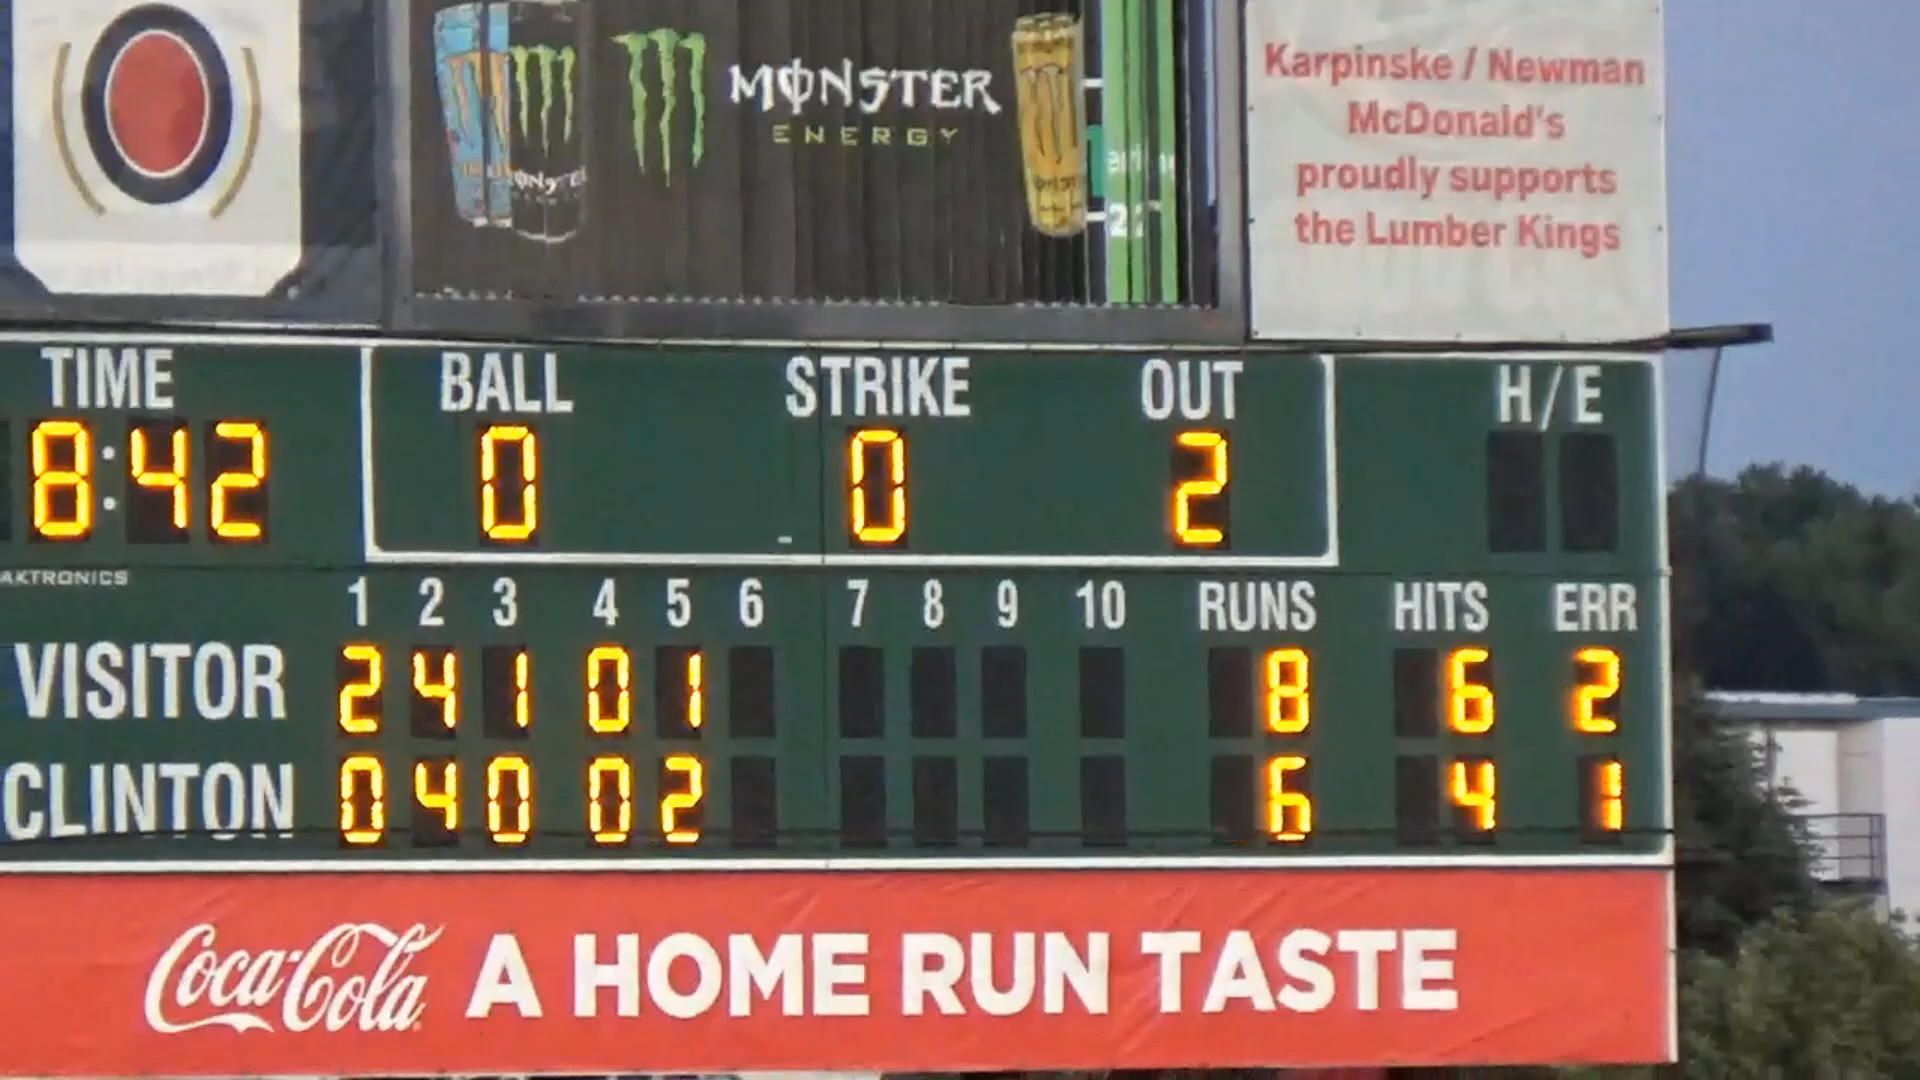 MONSTER
ENERGY
Karpinske / Newman
McDonald's
proudly supports
the Lumber Kings
TIME BALL STRIKE OUT H/E
8:42 0 0 2
AKTRONICS
1 2 3 4 5 6 7 8 9 10 RUNS HITS ERR
VISITOR 2 4 1 0 1 8 6 2
CLINTON 0 4 0 0 2 6 4 1
Coca-Cola A HOME RUN TASTE